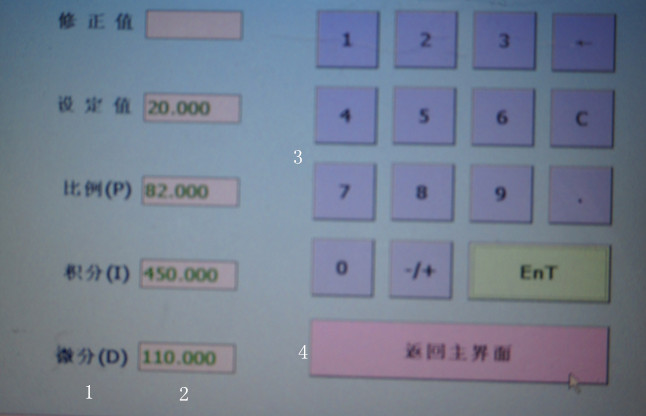 修正值
设定值 20.000
比例(P) 82.000
积分(I) 450.000
微分(D) 110.000
1 2
3
4
1 2 3 ←
4 5 6 C
7 8 9 .
0 -/+ EnT
返回主界面